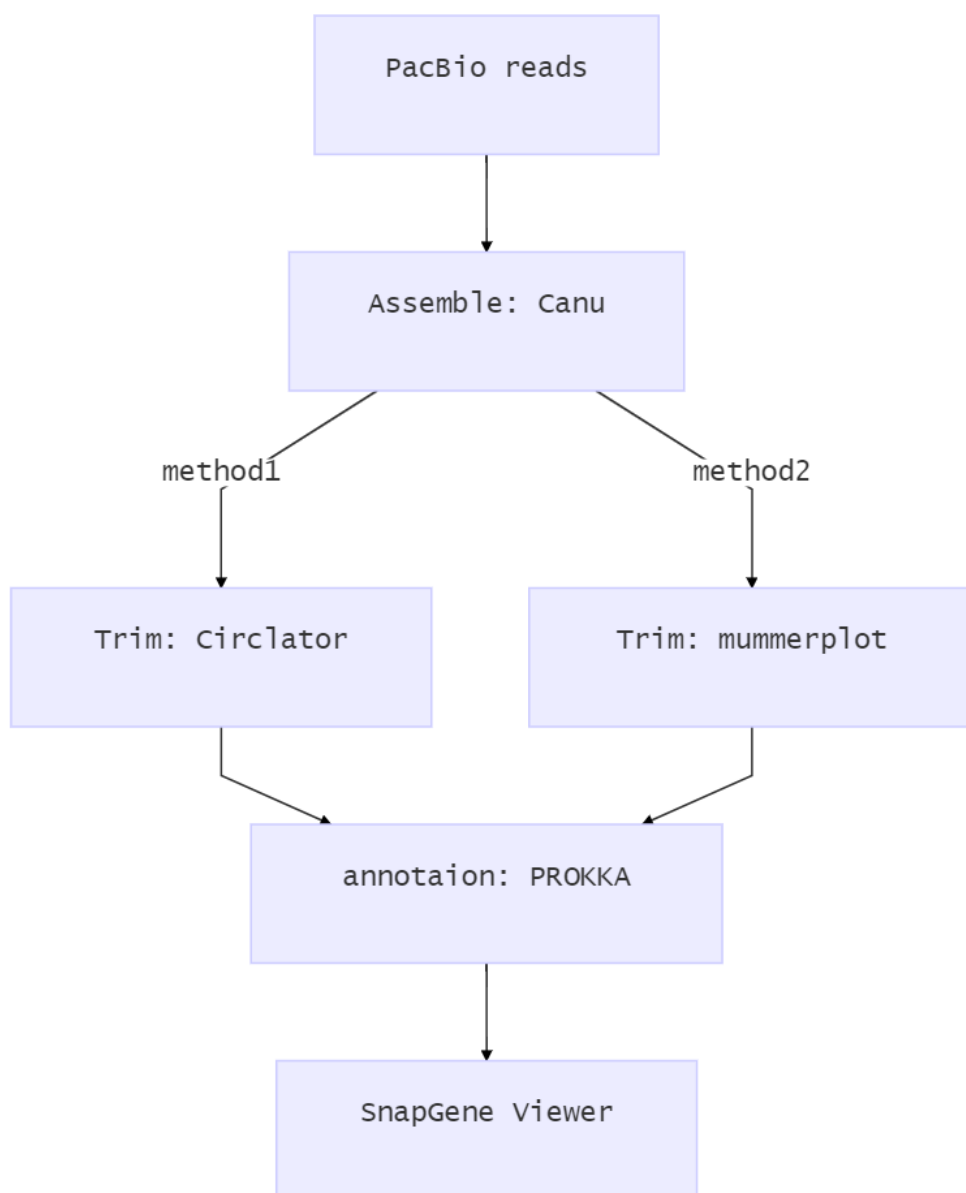 PacBio reads
Assemble: Canu
method1
method2
Trim: Circlator
Trim: mummerplot
annotaion: PROKKA
SnapGene Viewer